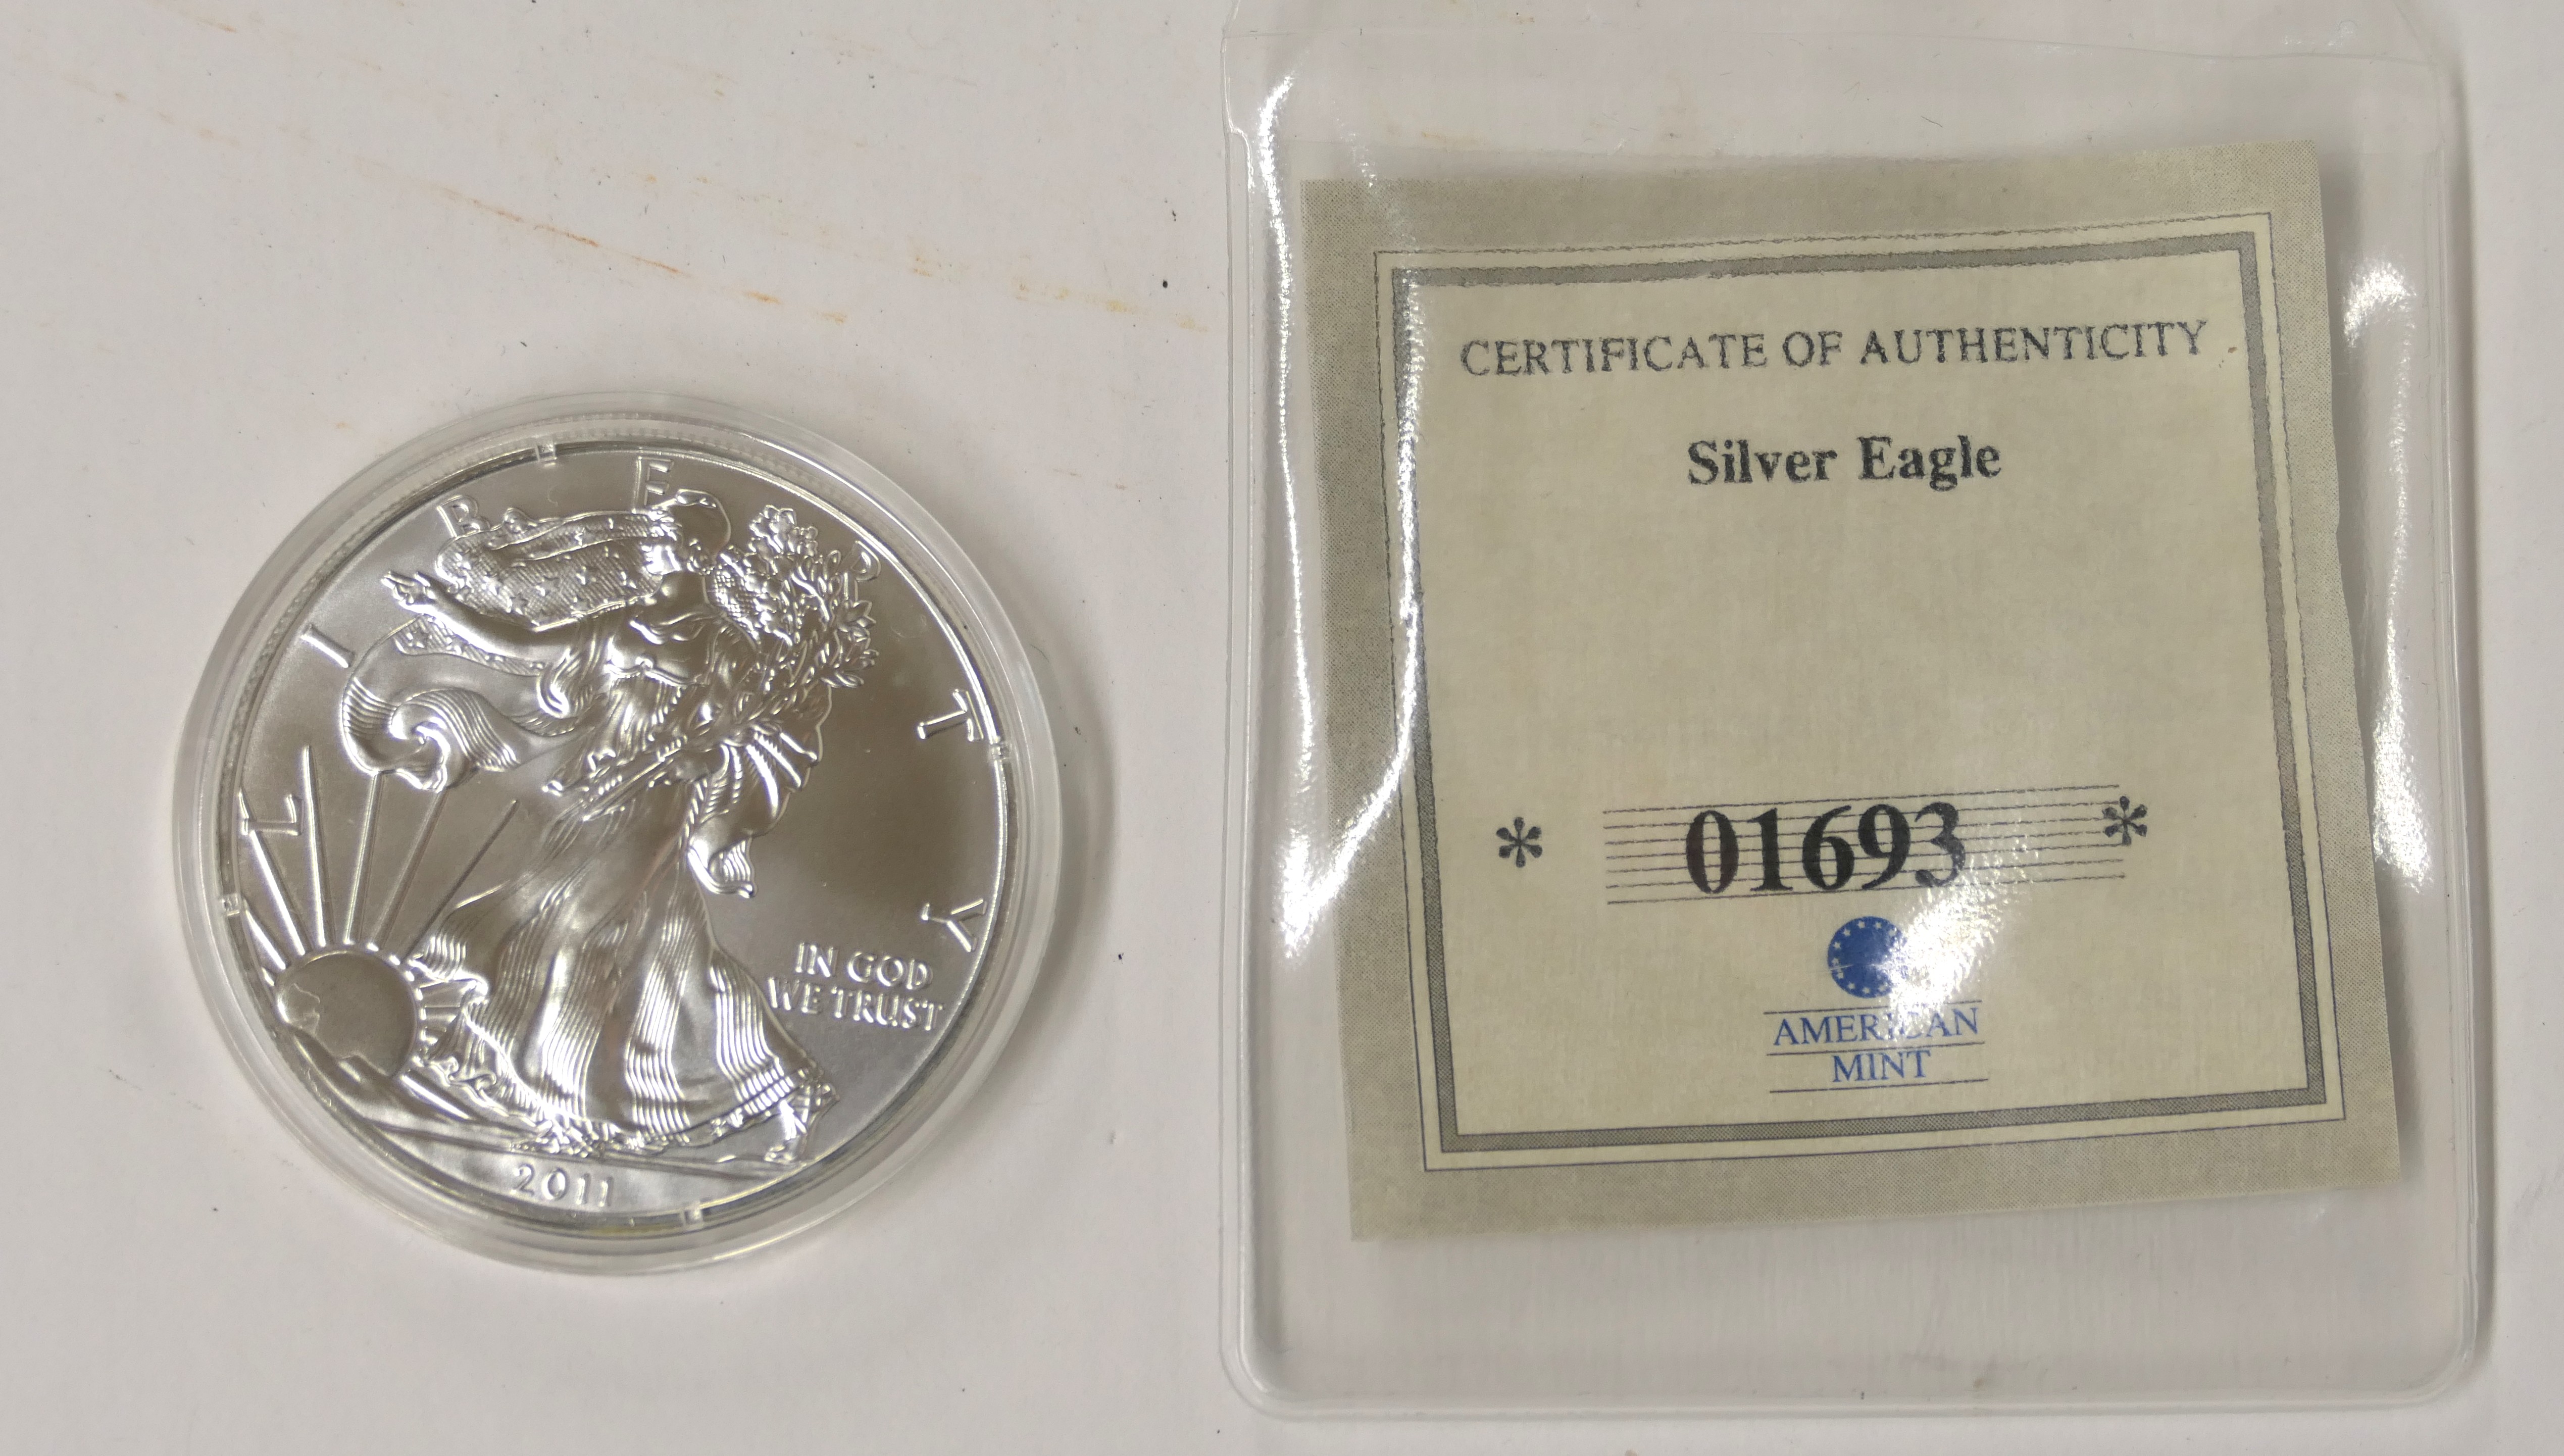 LIBERTY
IN GOD
WE TRUST
2011
CERTIFICATE OF AUTHENTICITY
Silver Eagle
* 01693 *
AMERICAN
MINT